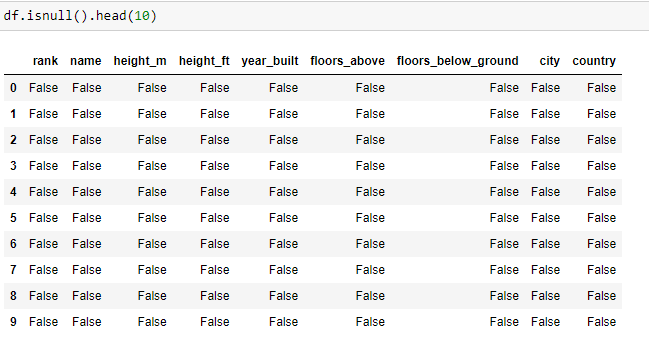 df.isnull().head(10)
rank name height_m height_ft year_built floors_above floors_below_ground city country
0 False False False False False False False False False
1 False False False False False False False False False
2 False False False False False False False False False
3 False False False False False False False False False
4 False False False False False False False False False
5 False False False False False False False False False
6 False False False False False False False False False
7 False False False False False False False False False
8 False False False False False False False False False
9 False False False False False False False False False